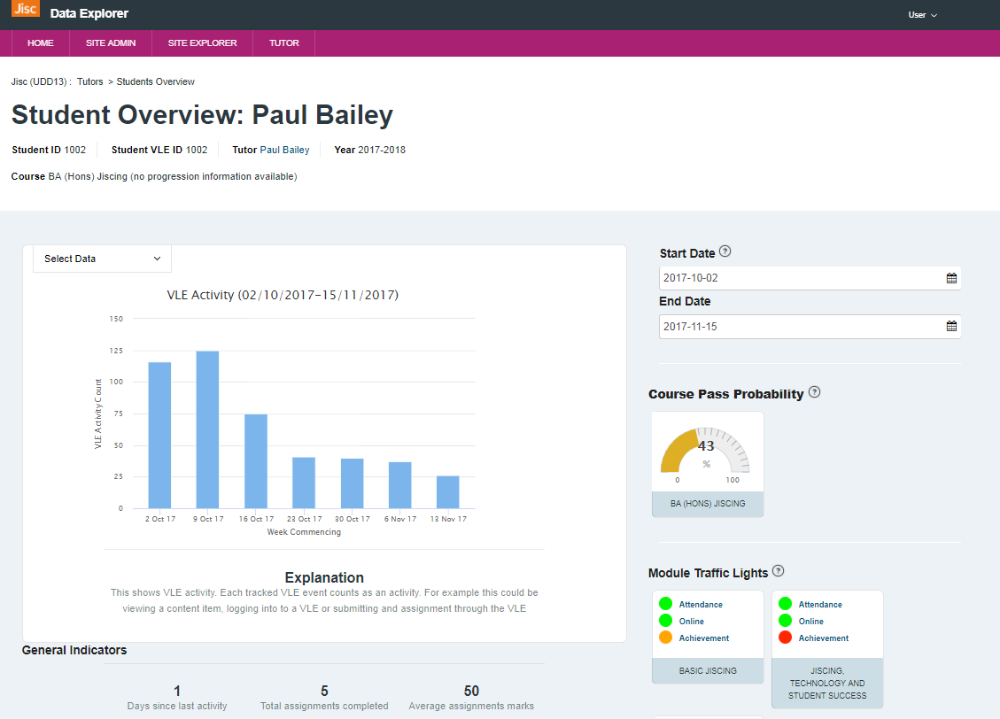 Jisc Data Explorer
User
HOME SITE ADMIN SITE EXPLORER TUTOR
Jisc (UDD13) : Tutors > Students Overview
Student Overview: Paul Bailey
Student ID 1002 Student VLE ID 1002 Tutor Paul Bailey Year 2017-2018
Course BA (Hons) Jiscing (no progression information available)
Select Data
VLE Activity (02/10/2017-15/11/2017)
VLE Activity Count
150
125
100
75
50
25
0
2 Oct 17 9 Oct 17 16 Oct 17 23 Oct 17 30 Oct 17 6 Nov 17 13 Nov 17
Week Commencing
Explanation
This shows VLE activity. Each tracked VLE event counts as an activity. For example this could be
viewing a content item, logging into to a VLE or submitting and assignment through the VLE
General Indicators
1 5 50
Days since last activity Total assignments completed Average assignments marks
Start Date ?
2017-10-02
End Date
2017-11-15
Course Pass Probability ?
43
%
0 100
BA (HONS) JISCING
Module Traffic Lights ?
Attendance
Online
Achievement
BASIC JISCING
Attendance
Online
Achievement
JISCING,
TECHNOLOGY AND
STUDENT SUCCESS